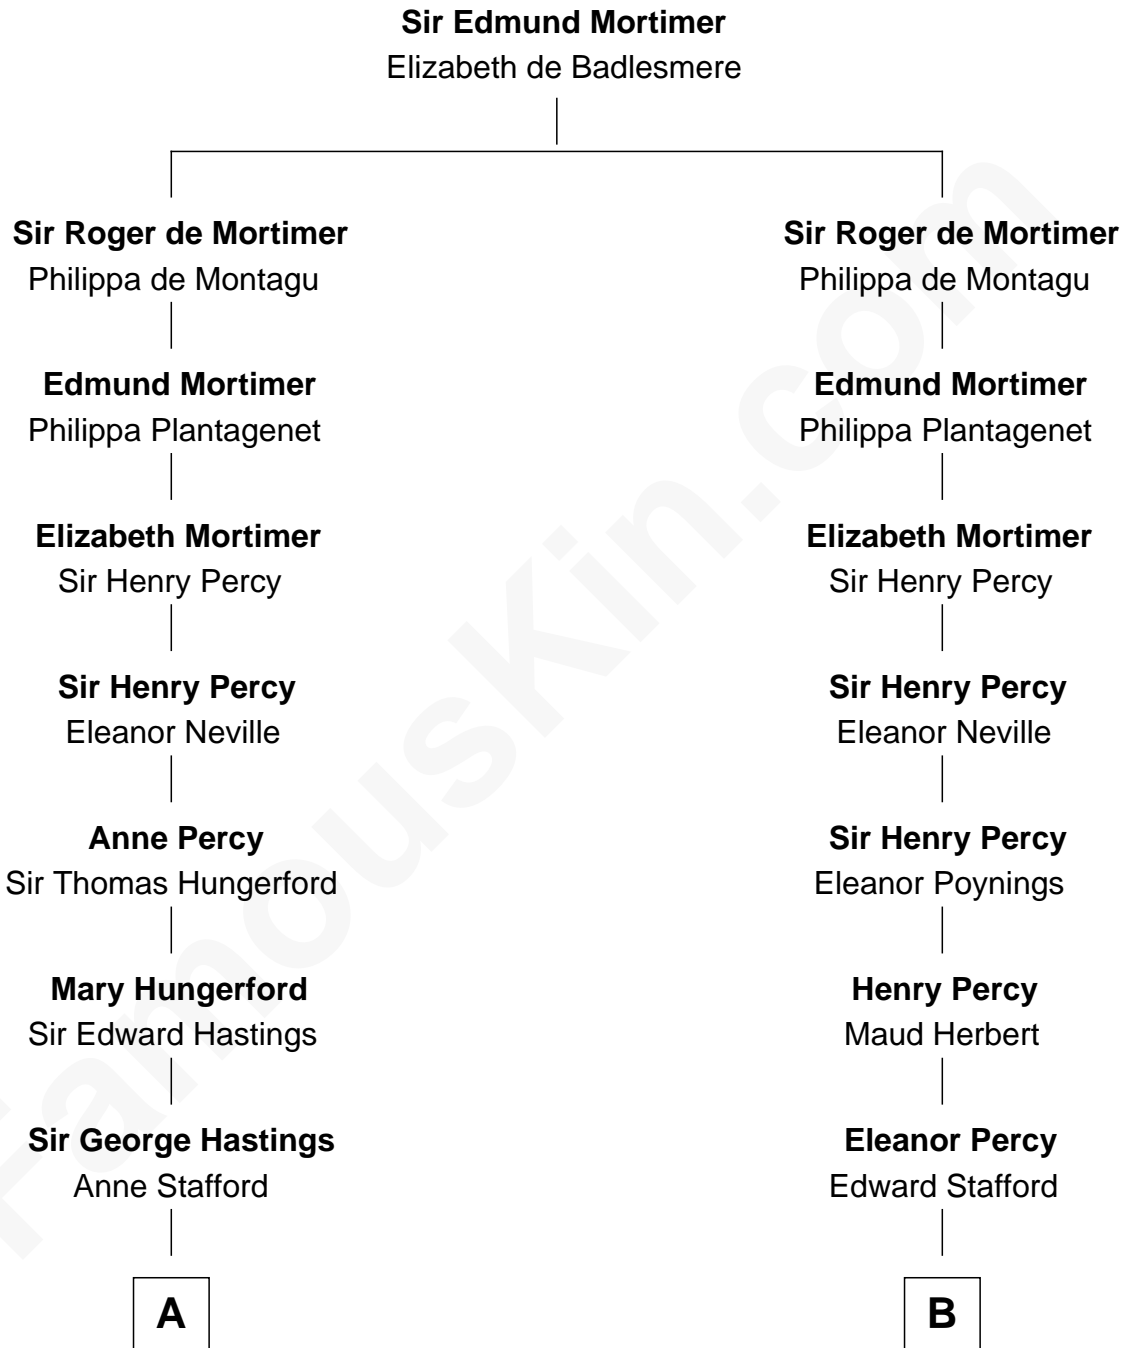 Sir Edmund Mortimer
Elizabeth de Badlesmere
Sir Roger de Mortimer
Philippa de Montagu
Edmund Mortimer
Philippa Plantagenet
Elizabeth Mortimer
Sir Henry Percy
Sir Henry Percy
Eleanor Neville
Anne Percy
Sir Thomas Hungerford
Mary Hungerford
Sir Edward Hastings
Sir George Hastings
Anne Stafford
A
Sir Roger de Mortimer
Philippa de Montagu
Edmund Mortimer
Philippa Plantagenet
Elizabeth Mortimer
Sir Henry Percy
Sir Henry Percy
Eleanor Neville
Sir Henry Percy
Eleanor Poynings
Henry Percy
Maud Herbert
Eleanor Percy
Edward Stafford
B
FamousKin.com